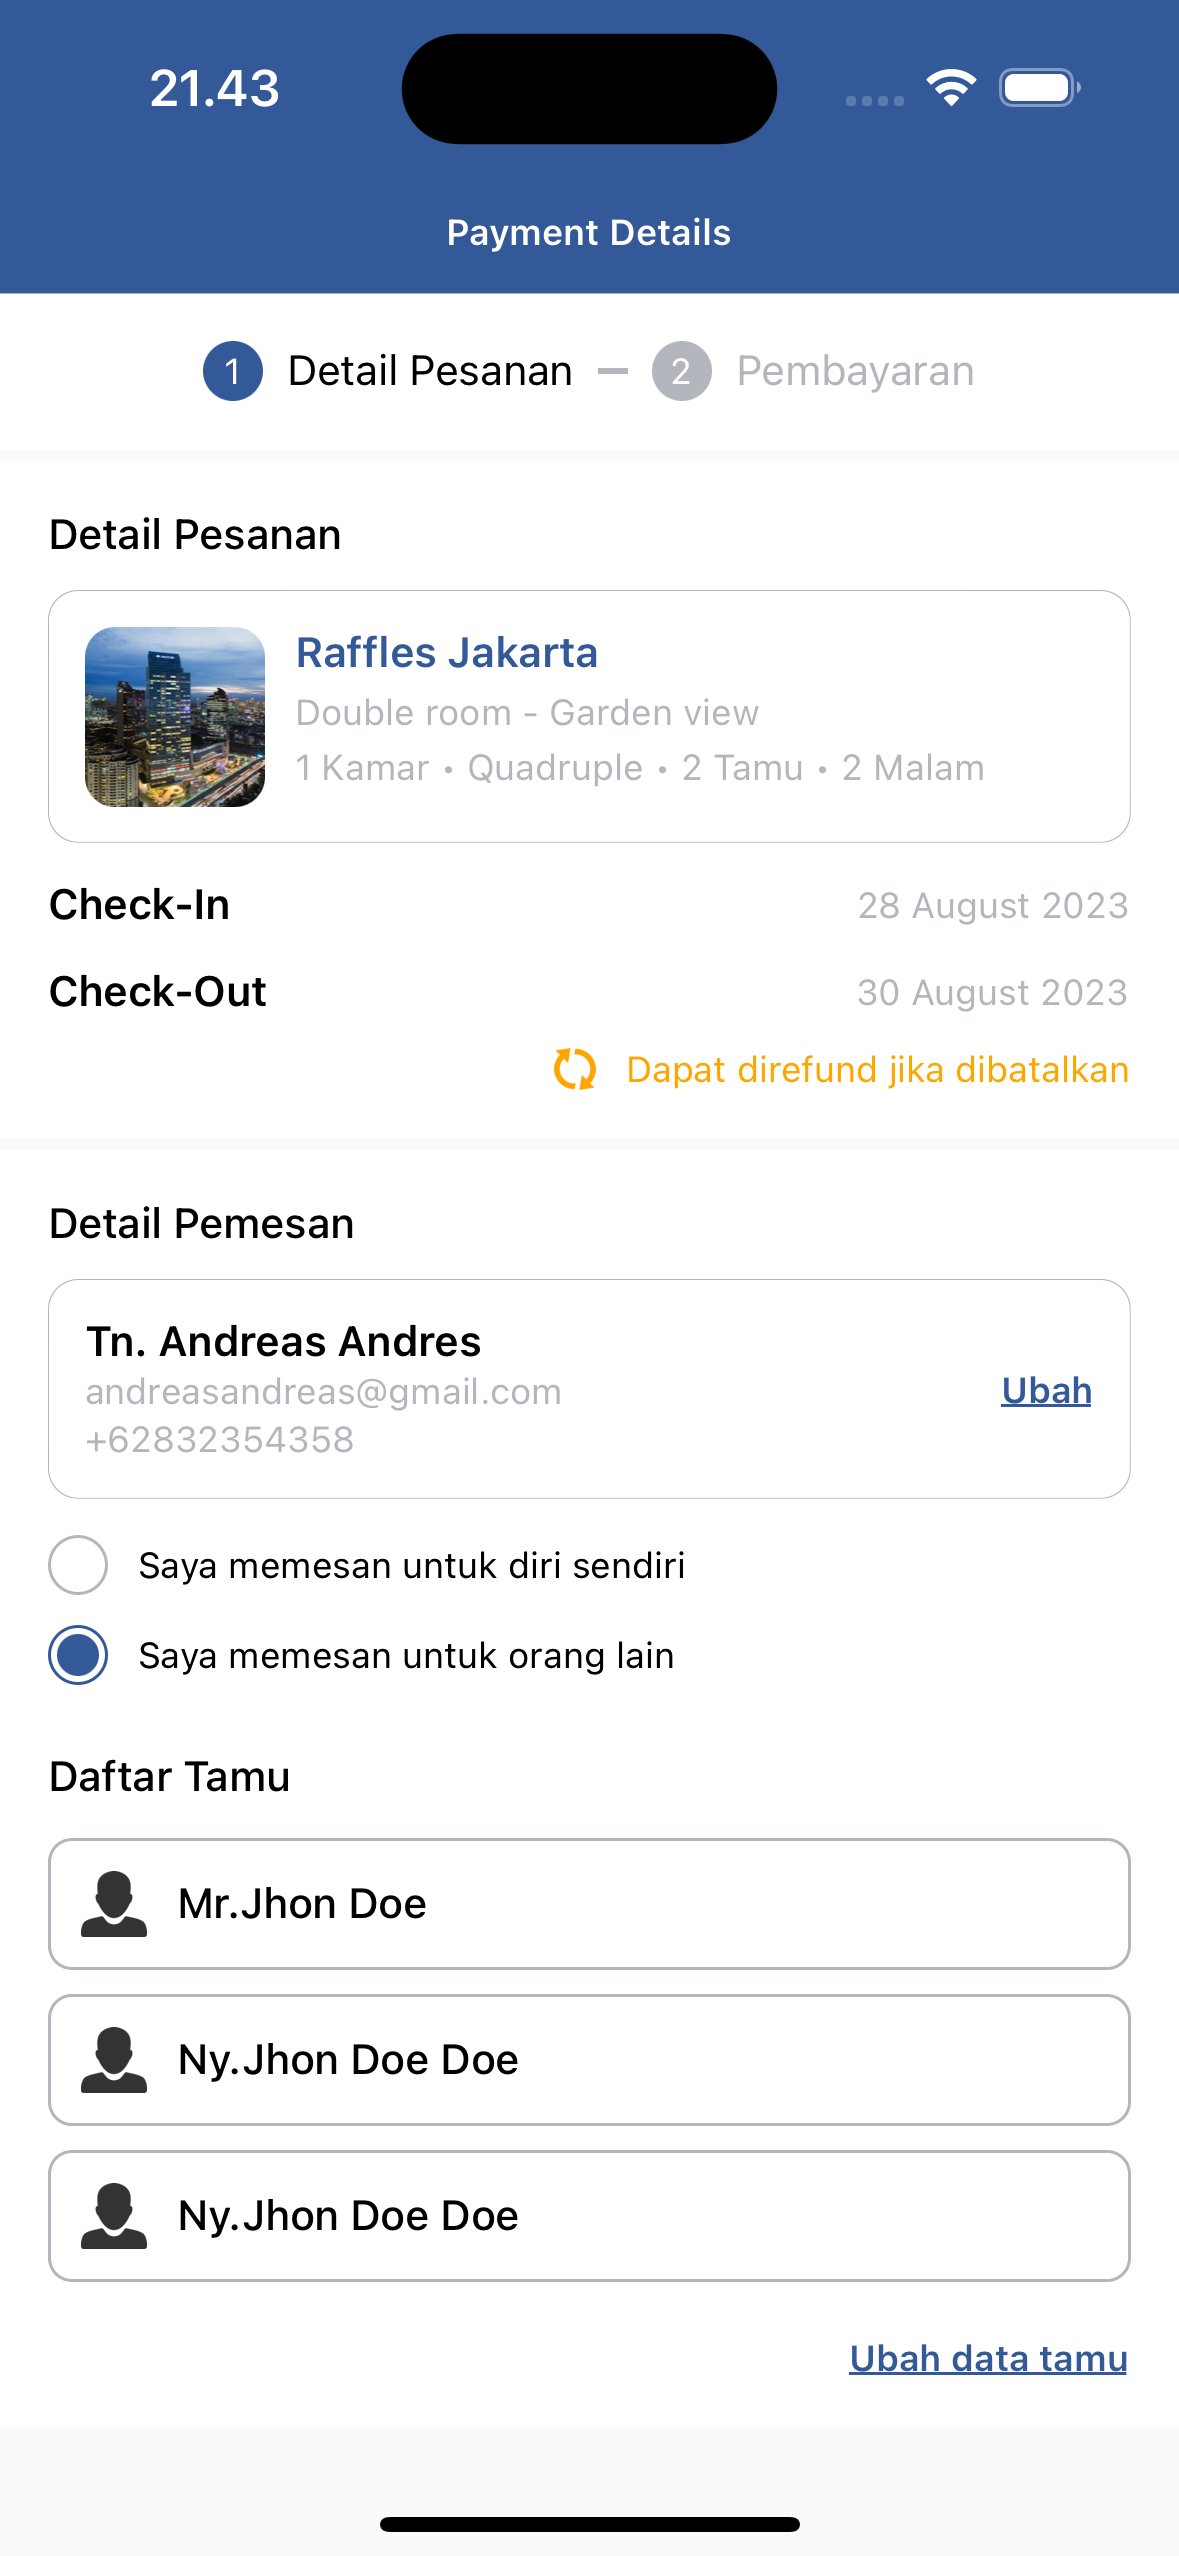 21.43
Payment Details
1 Detail Pesanan 2 Pembayaran
Detail Pesanan
Raffles Jakarta
Double room - Garden view
1 Kamar • Quadruple • 2 Tamu • 2 Malam
Check-In 28 August 2023
Check-Out 30 August 2023
Dapat direfund jika dibatalkan
Detail Pemesan
Tn. Andreas Andres
andreasandreas@gmail.com
Ubah
+62832354358
Saya memesan untuk diri sendiri
Saya memesan untuk orang lain
Daftar Tamu
Mr.Jhon Doe
Ny.Jhon Doe Doe
Ny.Jhon Doe Doe
Ubah data tamu